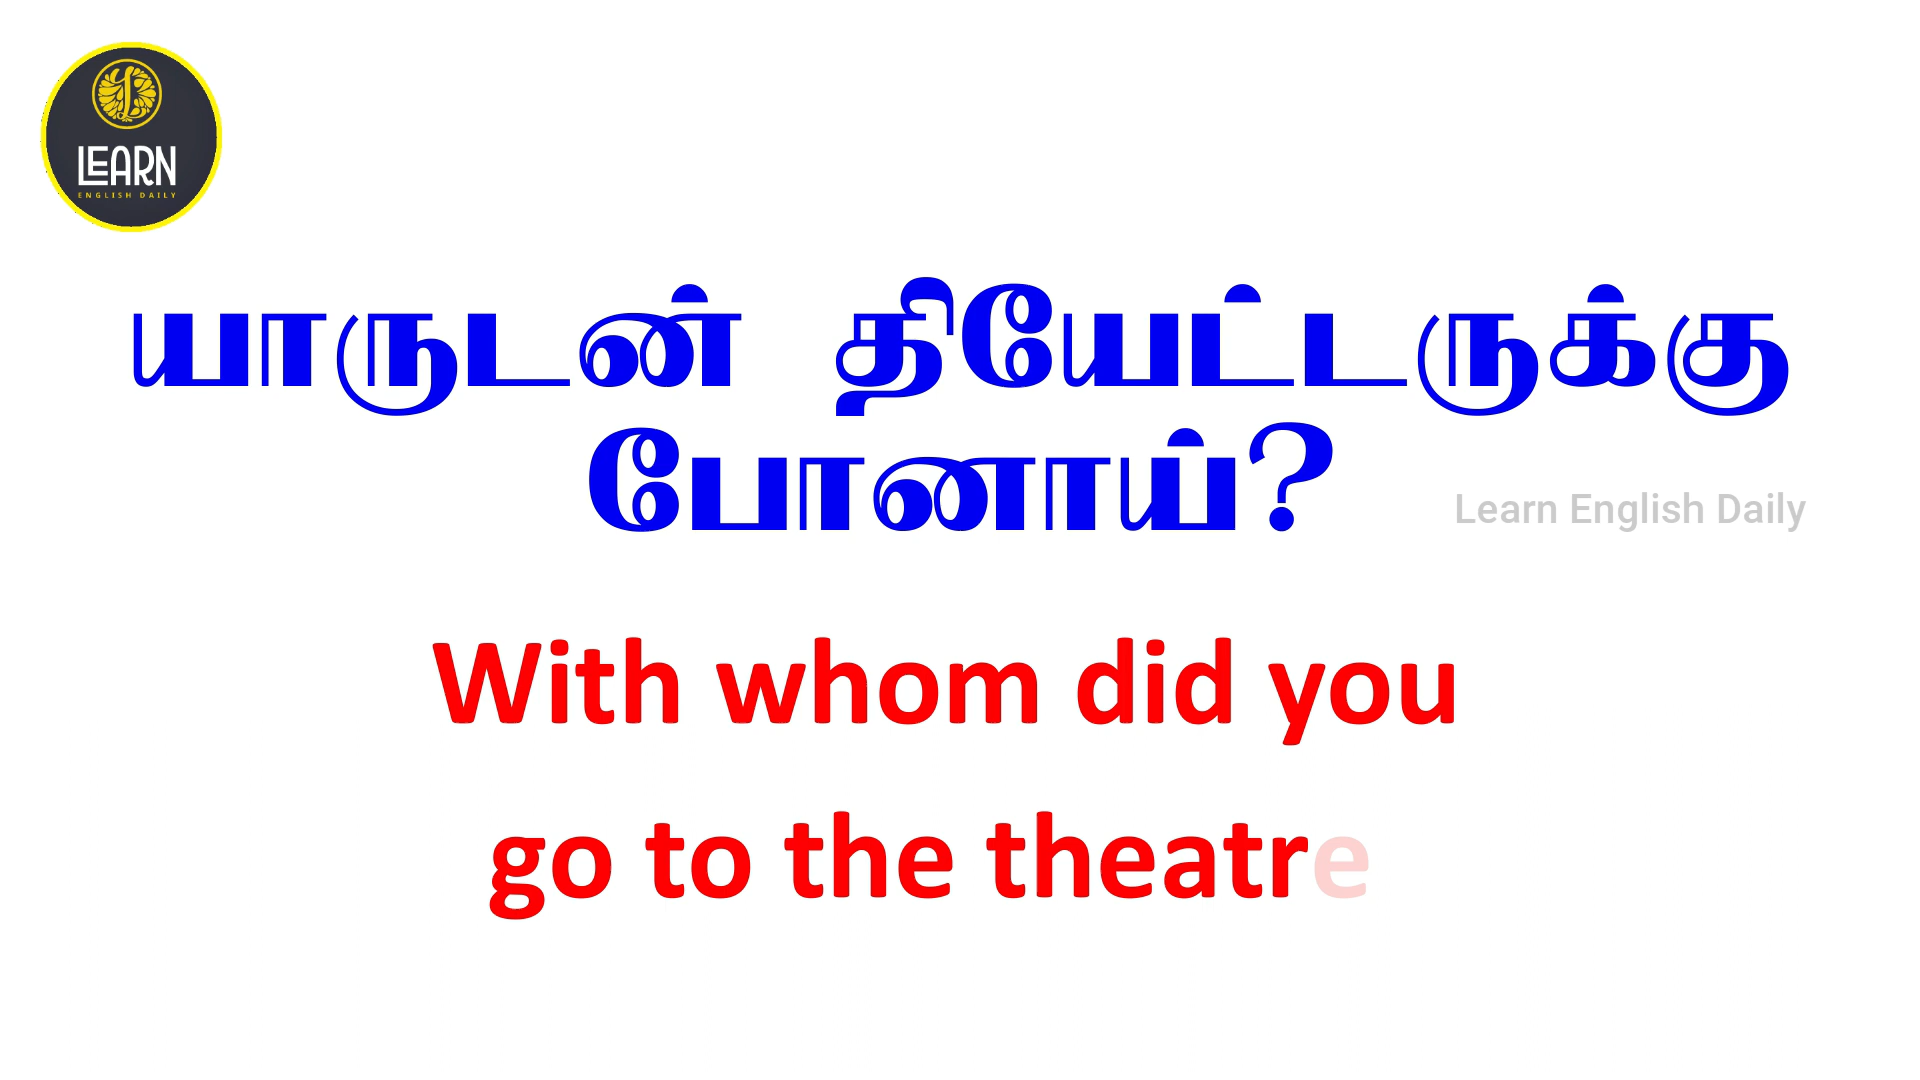 LEARN
ENGLISH DAILY
யாருடன் தியேட்டருக்கு
போனாய்?
Learn English Daily
With whom did you
go to the theatre